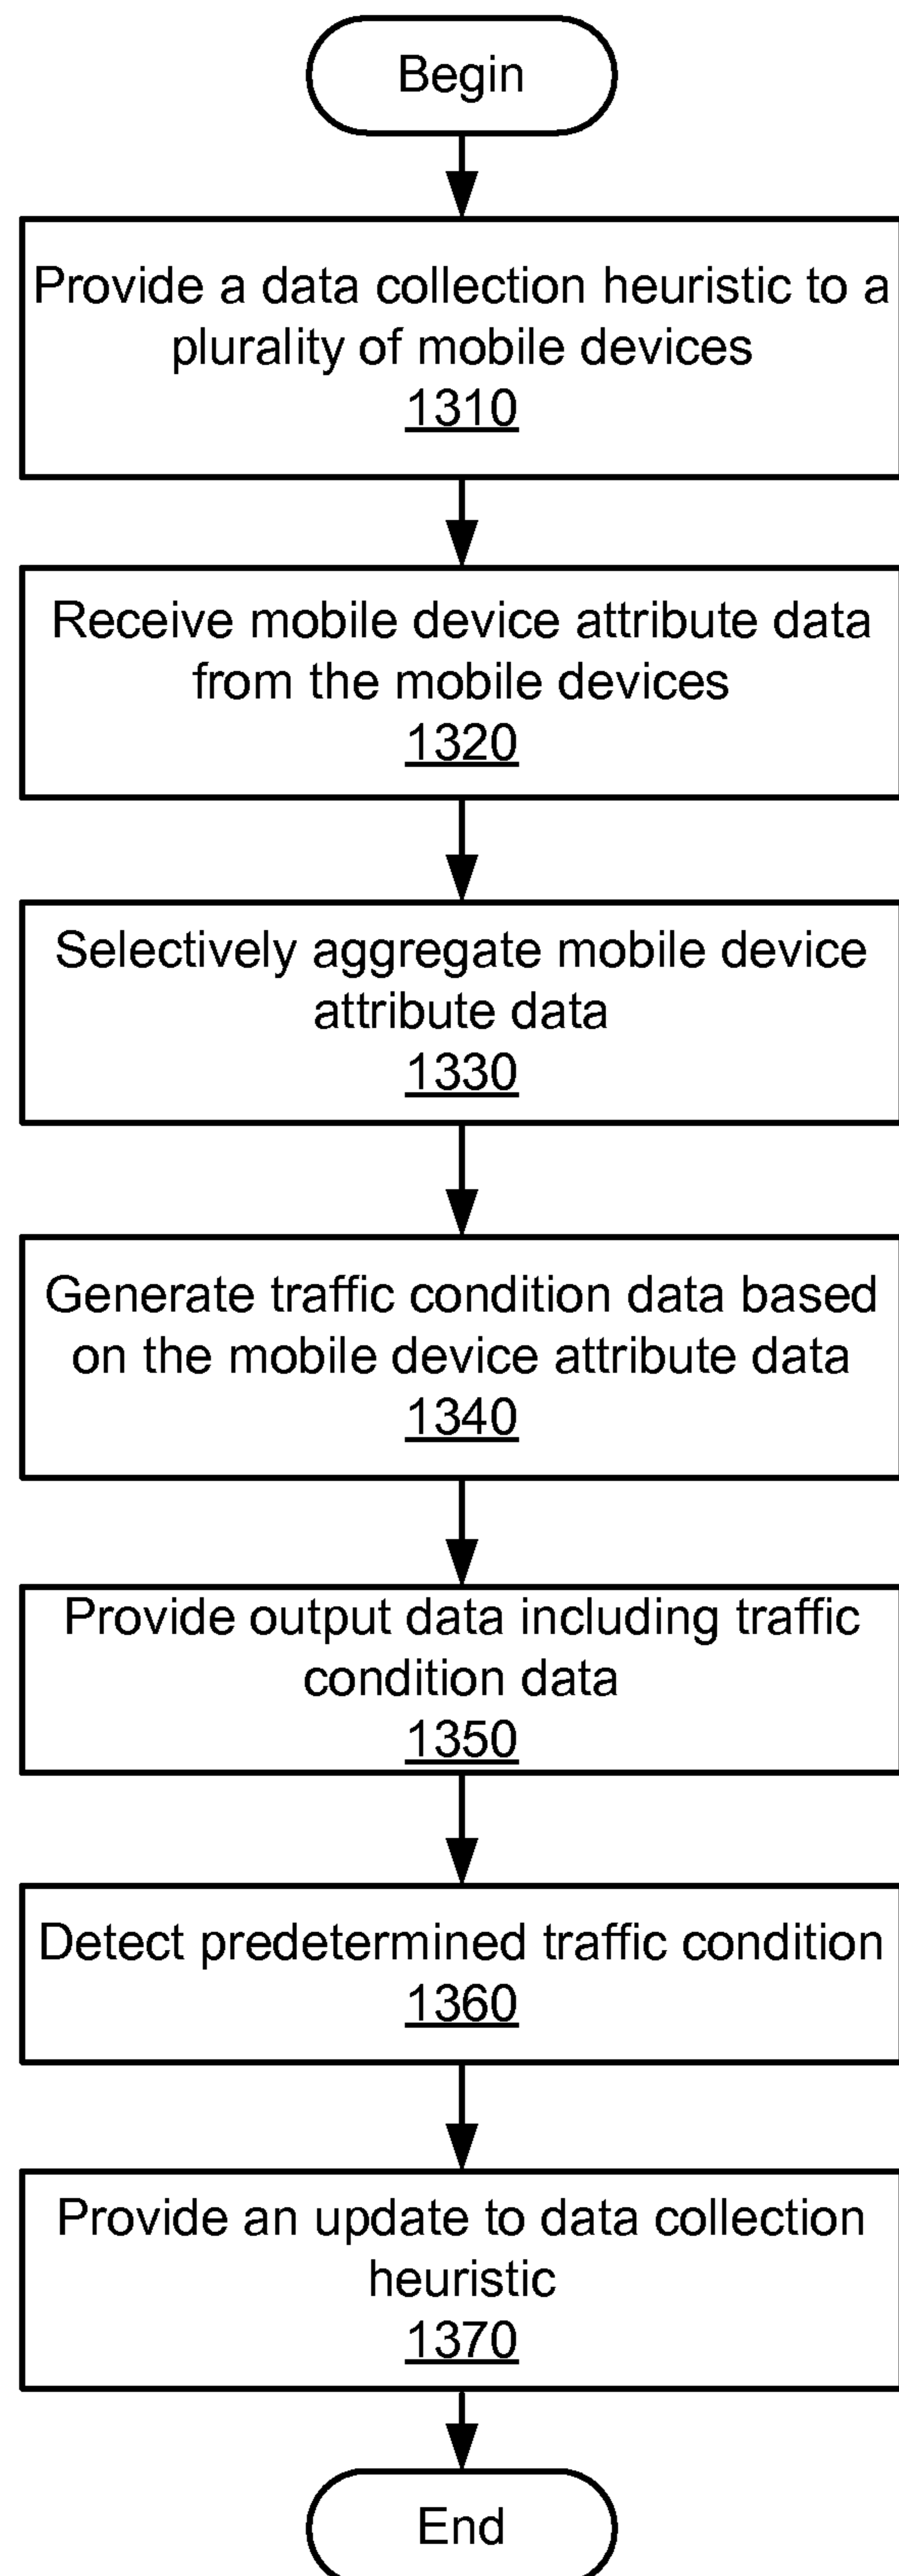 Begin
Provide a data collection heuristic to a
plurality of mobile devices
1310
Receive mobile device attribute data
from the mobile devices
1320
Selectively aggregate mobile device
attribute data
1330
Generate traffic condition data based
on the mobile device attribute data
1340
Provide output data including traffic
condition data
1350
Detect predetermined traffic condition
1360
Provide an update to data collection
heuristic
1370
End